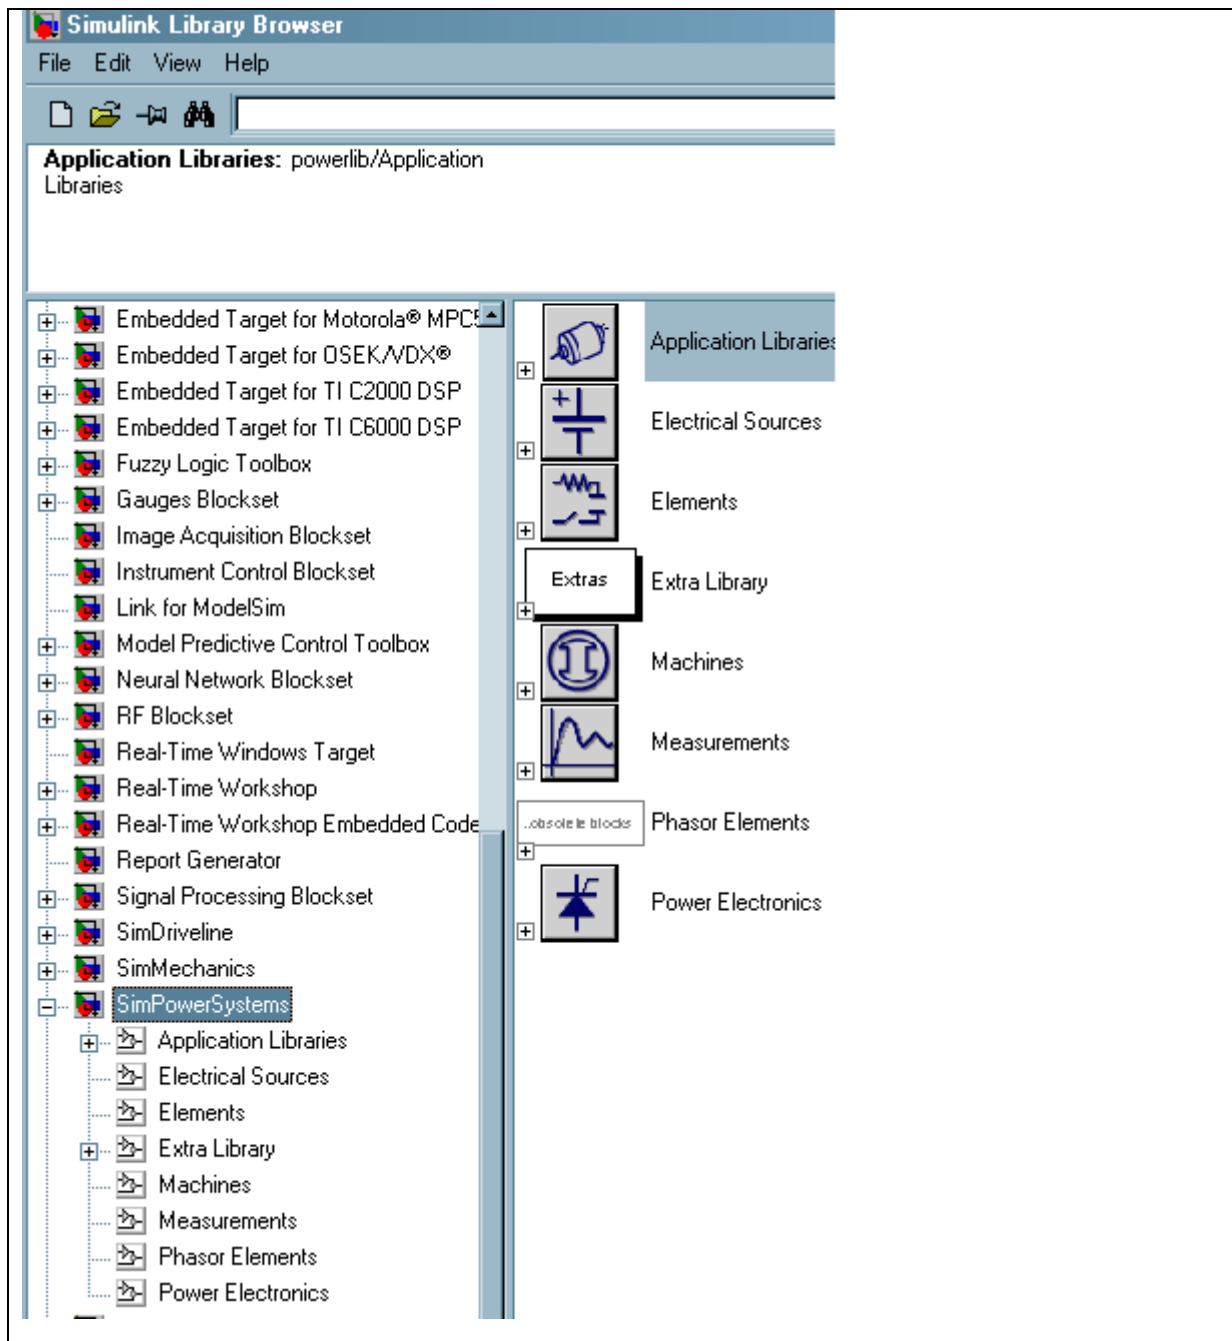 Simulink Library Browser
File Edit View Help
Application Libraries: powerlib/Application
Libraries
Embedded Target for Motorola® MPC5
Embedded Target for OSEK/VDX®
Embedded Target for TI C2000 DSP
Embedded Target for TI C6000 DSP
Fuzzy Logic Toolbox
Gauges Blockset
Image Acquisition Blockset
Instrument Control Blockset
Link for ModelSim
Model Predictive Control Toolbox
Neural Network Blockset
RF Blockset
Real-Time Windows Target
Real-Time Workshop
Real-Time Workshop Embedded Code
Report Generator
Signal Processing Blockset
SimDriveline
SimMechanics
SimPowerSystems
Application Libraries
Electrical Sources
Elements
Extra Library
Machines
Measurements
Phasor Elements
Power Electronics
Application Libraries
Electrical Sources
Elements
Extras
Extra Library
Machines
Measurements
..obsolete blocks
Phasor Elements
Power Electronics